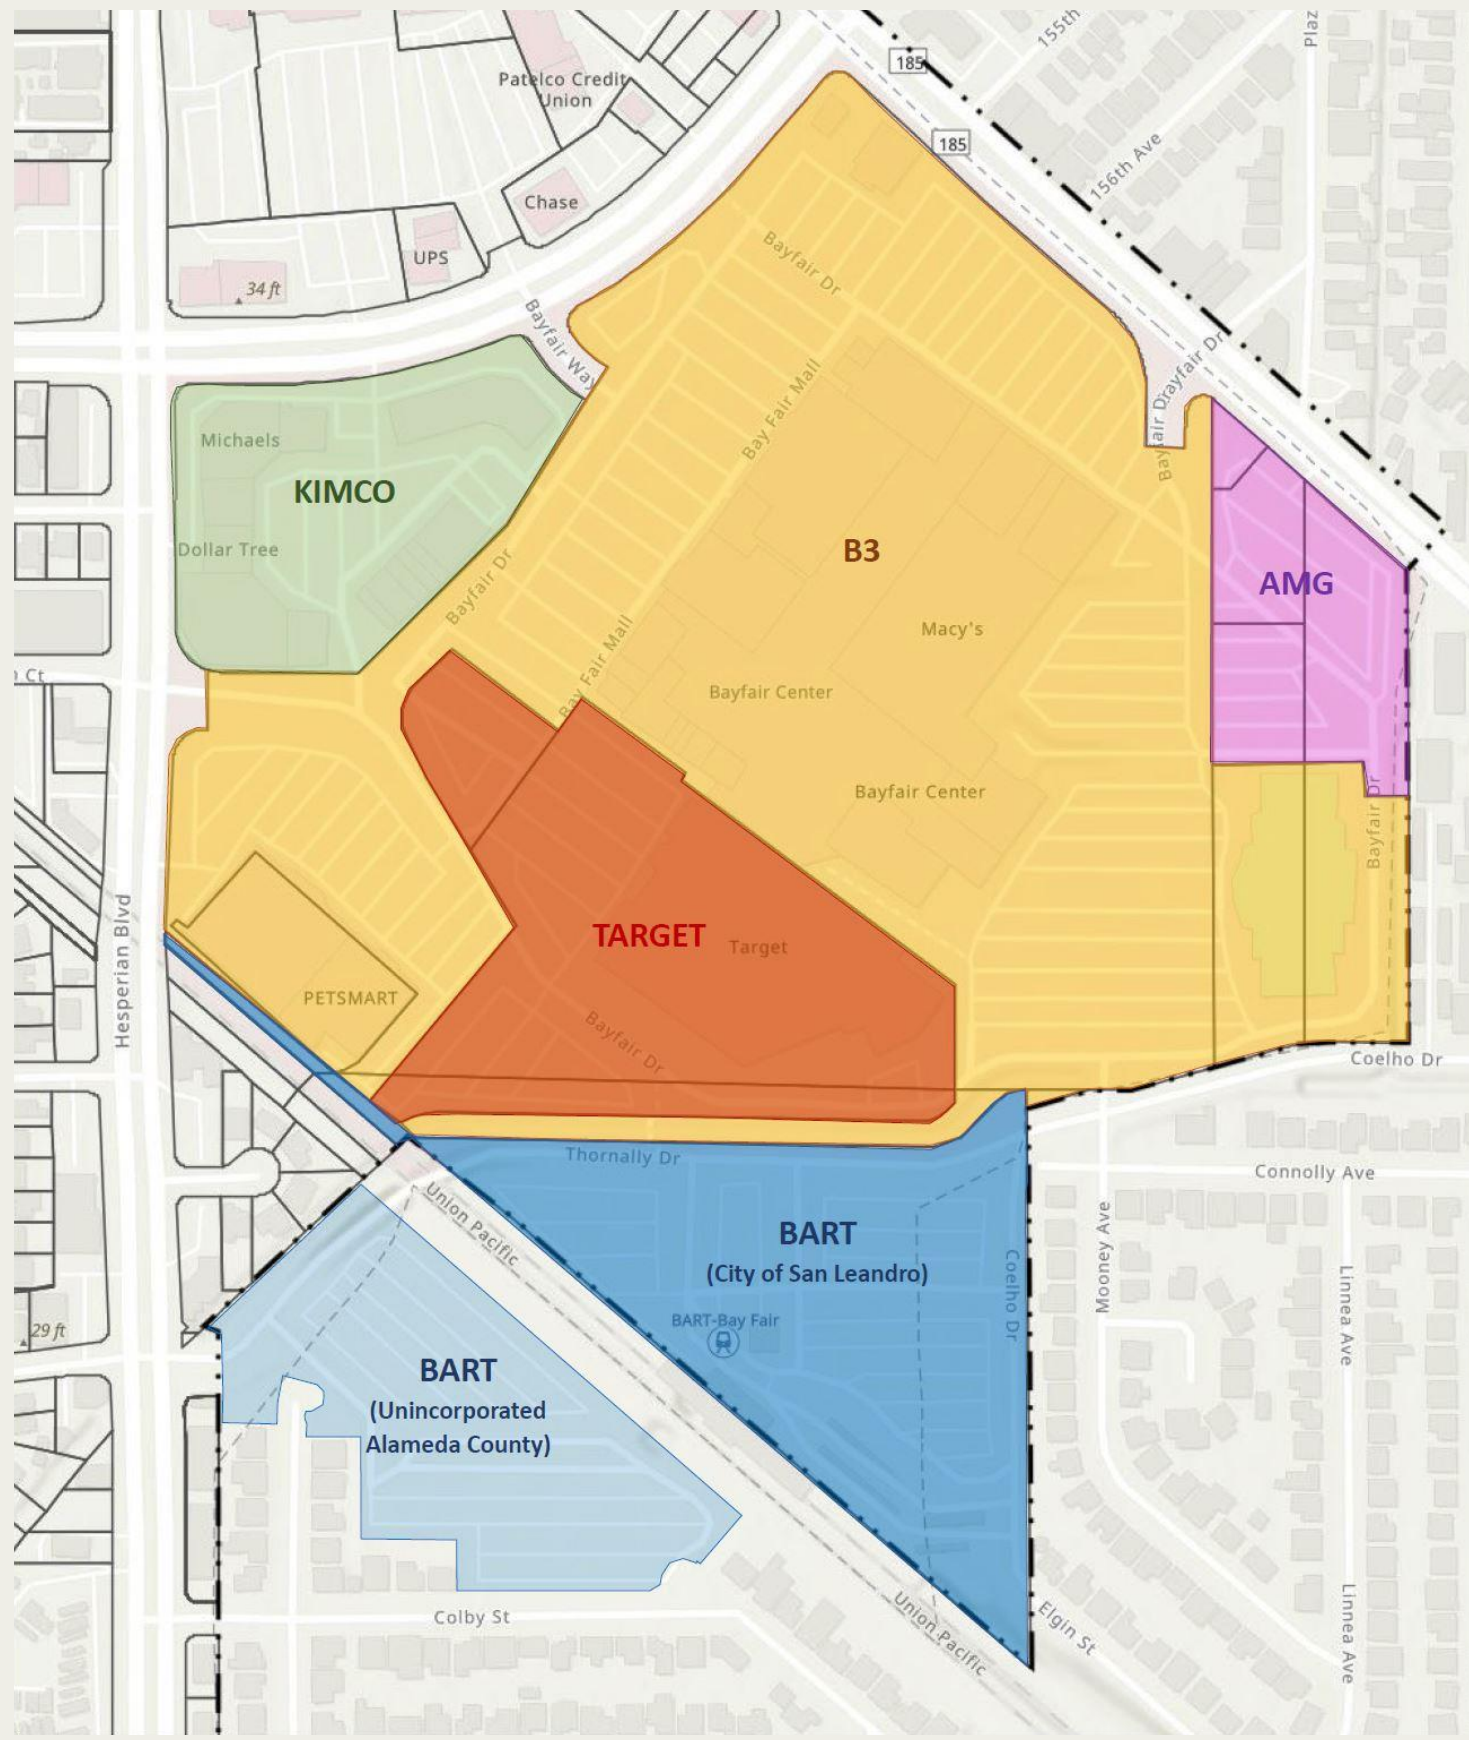 155th
Plaz
185
Patelco Credit
Union
185
156th Ave
Chase
Bayfair Dr
UPS
34 ft
Bayfair Way
Bay Fair Mall
Michaels
KIMCO
Dollar Tree
Bayfair Dr
B3
AMG
Macy's
Bay Fair Mall
Ct
Bayfair Center
Bayfair Center
Bayfair Dr
Hesperian Blvd
TARGET
Target
PETSMART
Bayfair Dr
Coelho Dr
Thornally Dr
Connolly Ave
Union Pacific
BART
(City of San Leandro)
Coelho Dr
Mooney Ave
Linnea Ave
BART-Bay Fair
29 ft
BART
(Unincorporated
Alameda County)
Colby St
Union Pacific
Elgin St
Linnea Ave